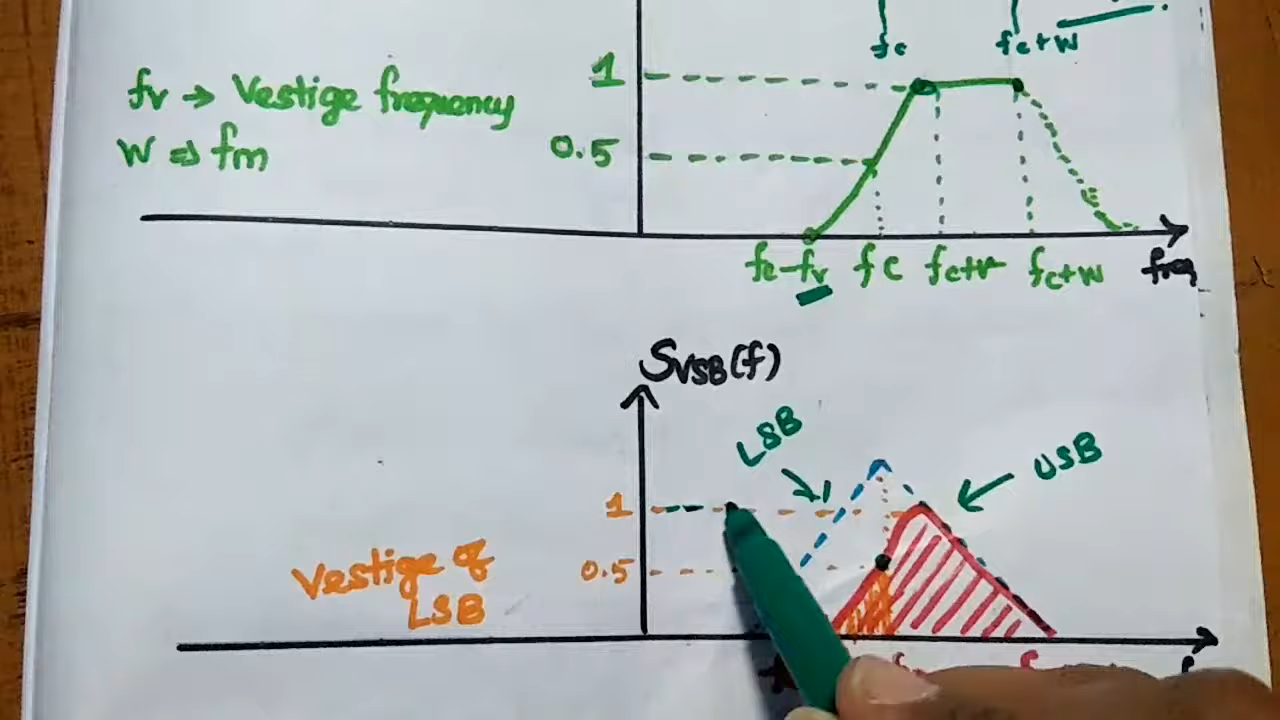 fc fc+w
fv → Vestige frequency
W ⇒ fm
1
0.5
fc-fv fc fc+v fc+w freq
SVSB(f)
LSB
USB
1
0.5
Vestige of
LSB